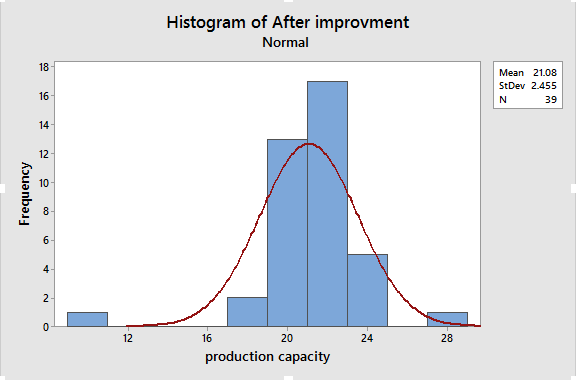 Histogram of After improvment
Normal
Mean 21.08
StDev 2.455
N 39
Frequency
18
16
14
12
10
8
6
4
2
0
12 16 20 24 28
production capacity